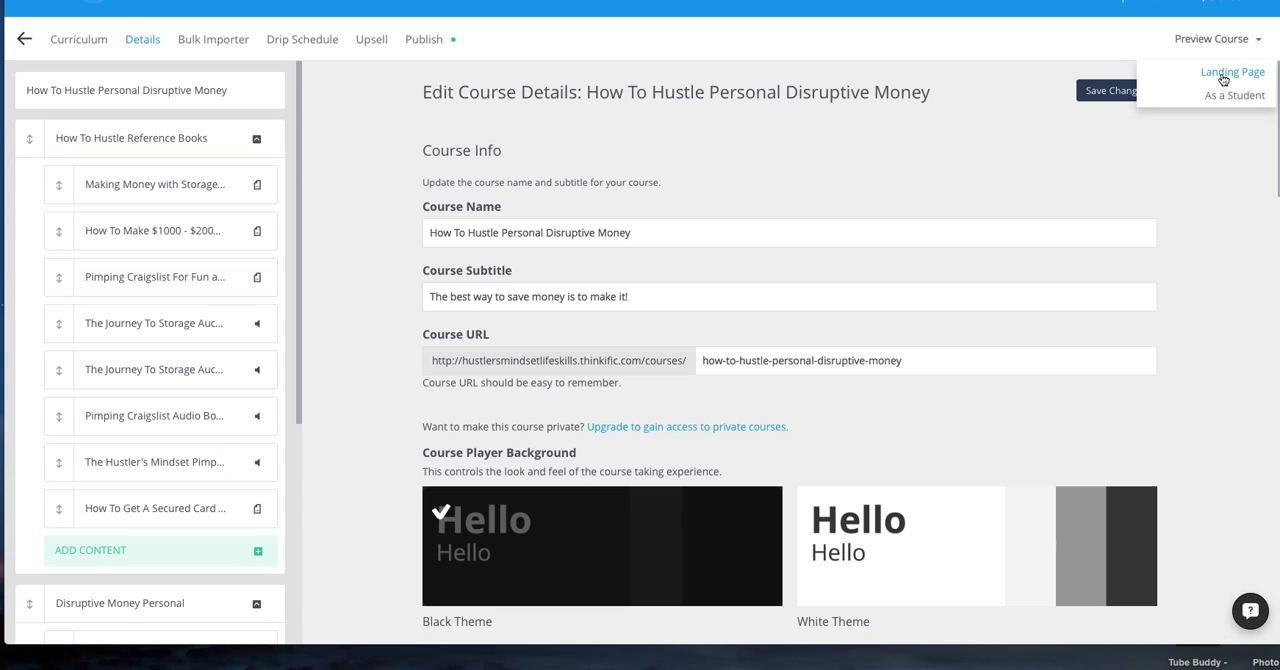 Curriculum Details Bulk Importer Drip Schedule Upsell Publish Preview Course
Landing Page
As a Student
How To Hustle Personal Disruptive Money
How To Hustle Reference Books
Making Money with Storage...
How To Make $1000 - $200...
Pimping Craigslist For Fun a...
The Journey To Storage Auc...
The Journey To Storage Auc...
Pimping Craigslist Audio Bo...
The Hustler's Mindset Pimp...
How To Get A Secured Card ...
ADD CONTENT
Disruptive Money Personal
Edit Course Details: How To Hustle Personal Disruptive Money
Save Chang
Course Info
Update the course name and subtitle for your course.
Course Name
How To Hustle Personal Disruptive Money
Course Subtitle
The best way to save money is to make it!
Course URL
http://hustlersmindsetlifeskills.thinkific.com/courses/ how-to-hustle-personal-disruptive-money
Course URL should be easy to remember.
Want to make this course private? Upgrade to gain access to private courses.
Course Player Background
This controls the look and feel of the course taking experience.
Hello
Hello
Black Theme
Hello
Hello
White Theme
Tube Buddy - Photo